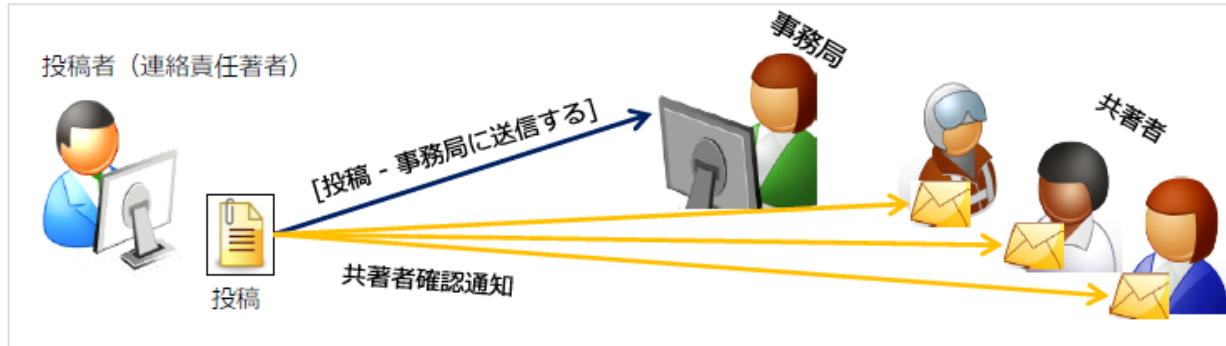 投稿者（連絡責任著者）
事務局
共著者
[投稿 - 事務局に送信する]
共著者確認通知
投稿